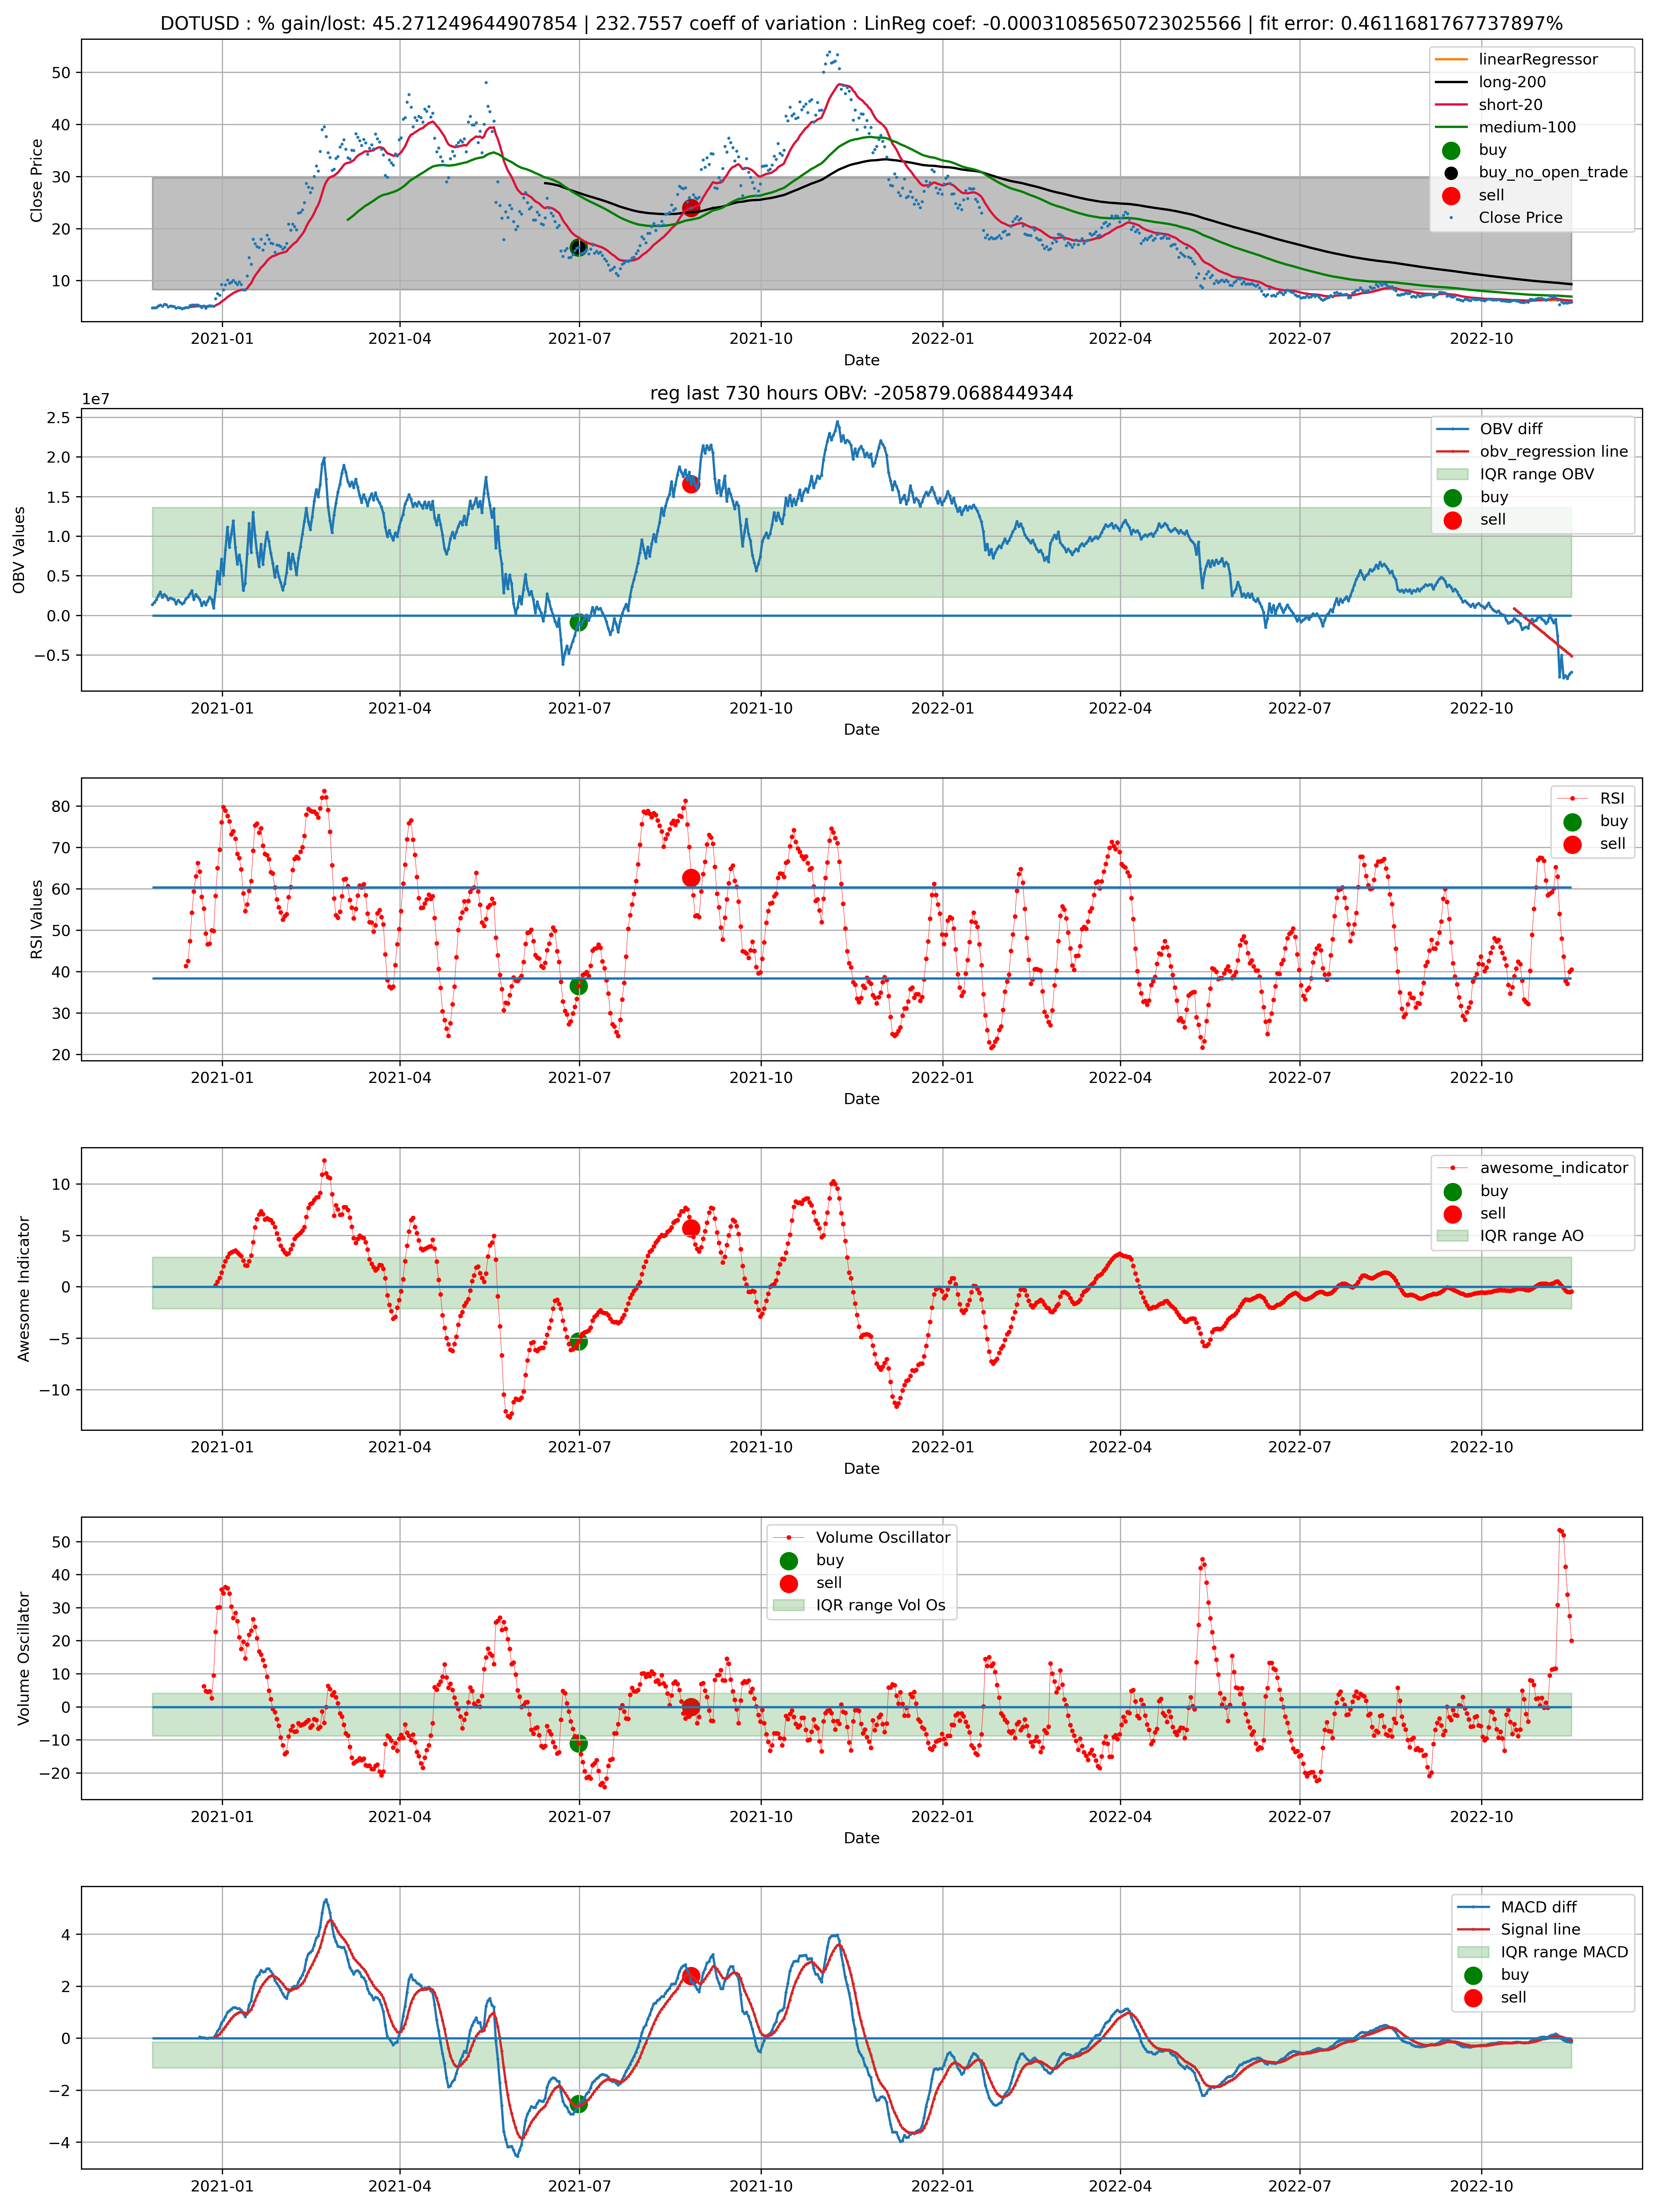 DOTUSD : % gain/lost: 45.271249644907854 | 232.7557 coeff of variation : LinReg coef: -0.00031085650723025566 | fit error: 0.4611681767737897%
50
40
30
20
10
Close Price
linearRegressor
long-200
short-20
medium-100
buy
buy_no_open_trade
sell
Close Price
2021-01 2021-04 2021-07 2021-10 2022-01 2022-04 2022-07 2022-10
Date
reg last 730 hours OBV: -205879.0688449344
1e7
2.5
2.0
1.5
1.0
0.5
0.0
−0.5
OBV Values
OBV diff
obv_regression line
IQR range OBV
buy
sell
2021-01 2021-04 2021-07 2021-10 2022-01 2022-04 2022-07 2022-10
Date
80
70
60
50
40
30
20
RSI Values
RSI
buy
sell
2021-01 2021-04 2021-07 2021-10 2022-01 2022-04 2022-07 2022-10
Date
10
5
0
−5
−10
Awesome Indicator
awesome_indicator
buy
sell
IQR range AO
2021-01 2021-04 2021-07 2021-10 2022-01 2022-04 2022-07 2022-10
Date
50
40
30
20
10
0
−10
−20
Volume Oscillator
Volume Oscillator
buy
sell
IQR range Vol Os
2021-01 2021-04 2021-07 2021-10 2022-01 2022-04 2022-07 2022-10
Date
4
2
0
−2
−4
MACD diff
Signal line
IQR range MACD
buy
sell
2021-01 2021-04 2021-07 2021-10 2022-01 2022-04 2022-07 2022-10